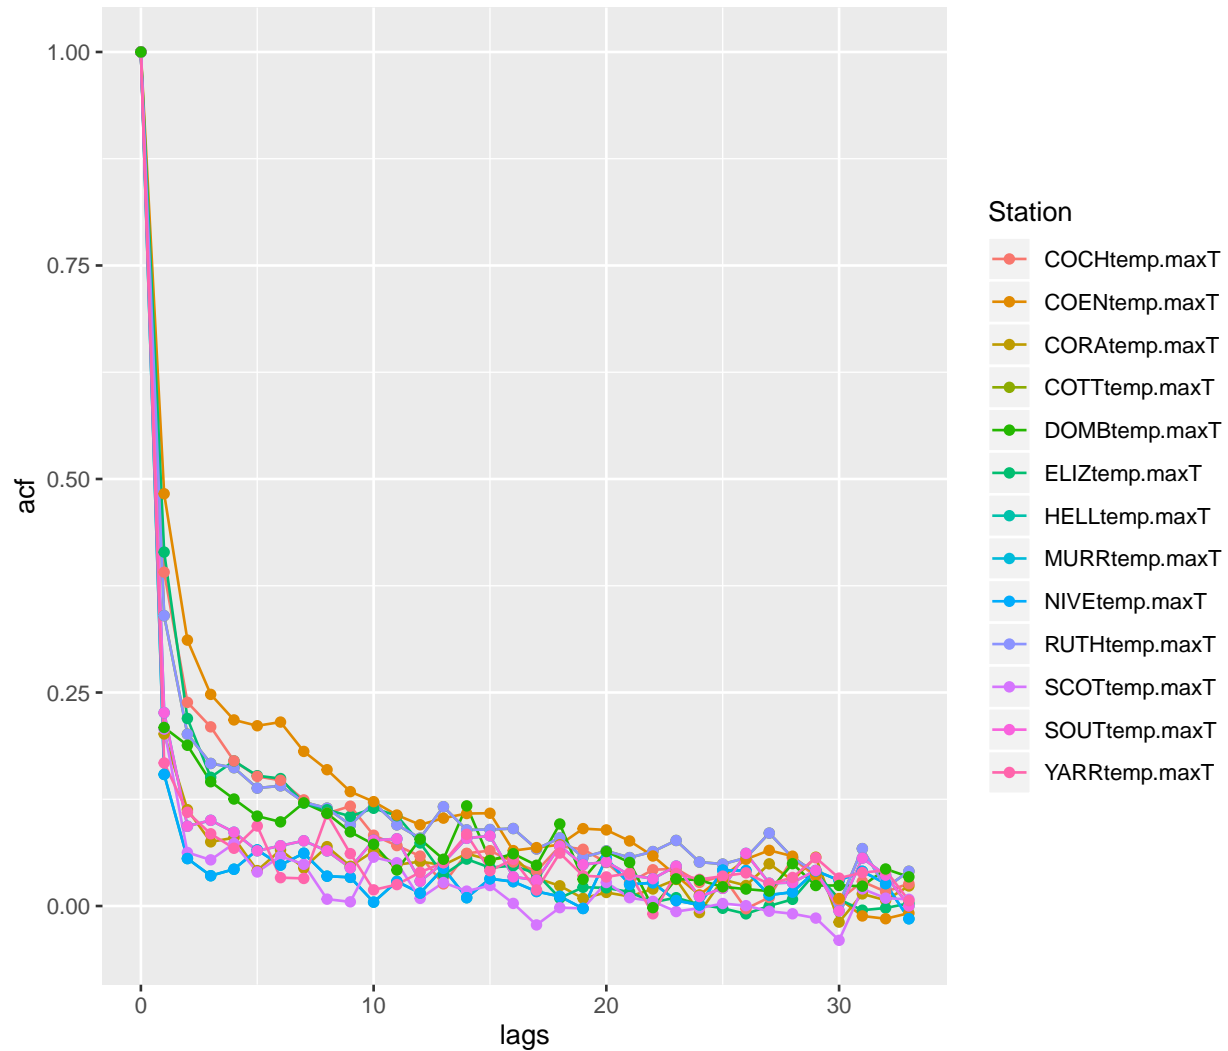 1.00
0.75
0.50
0.25
0.00
acf
0
10
20
30
lags
Station
COCHtemp.maxT
COENtemp.maxT
CORAtemp.maxT
COTTtemp.maxT
DOMBtemp.maxT
ELIZtemp.maxT
HELLtemp.maxT
MURRtemp.maxT
NIVEtemp.maxT
RUTHtemp.maxT
SCOTtemp.maxT
SOUTtemp.maxT
YARRtemp.maxT